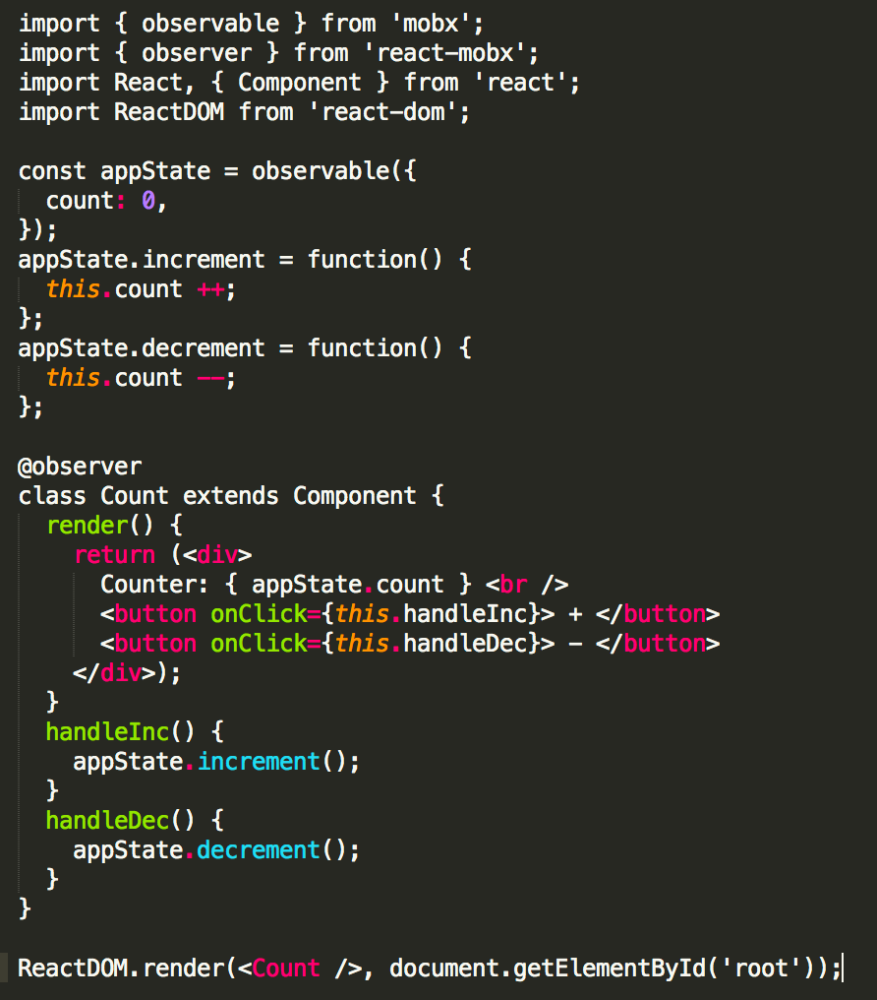 import { observable } from 'mobx';
import { observer } from 'react-mobx';
import React, { Component } from 'react';
import ReactDOM from 'react-dom';

const appState = observable({
  count: 0,
});
appState.increment = function() {
  this.count ++;
};
appState.decrement = function() {
  this.count --;
};

@observer
class Count extends Component {
  render() {
    return (<div>
      Counter: { appState.count } <br />
      <button onClick={this.handleInc}> + </button>
      <button onClick={this.handleDec}> - </button>
    </div>);
  }
  handleInc() {
    appState.increment();
  }
  handleDec() {
    appState.decrement();
  }
}

ReactDOM.render(<Count />, document.getElementById('root'));